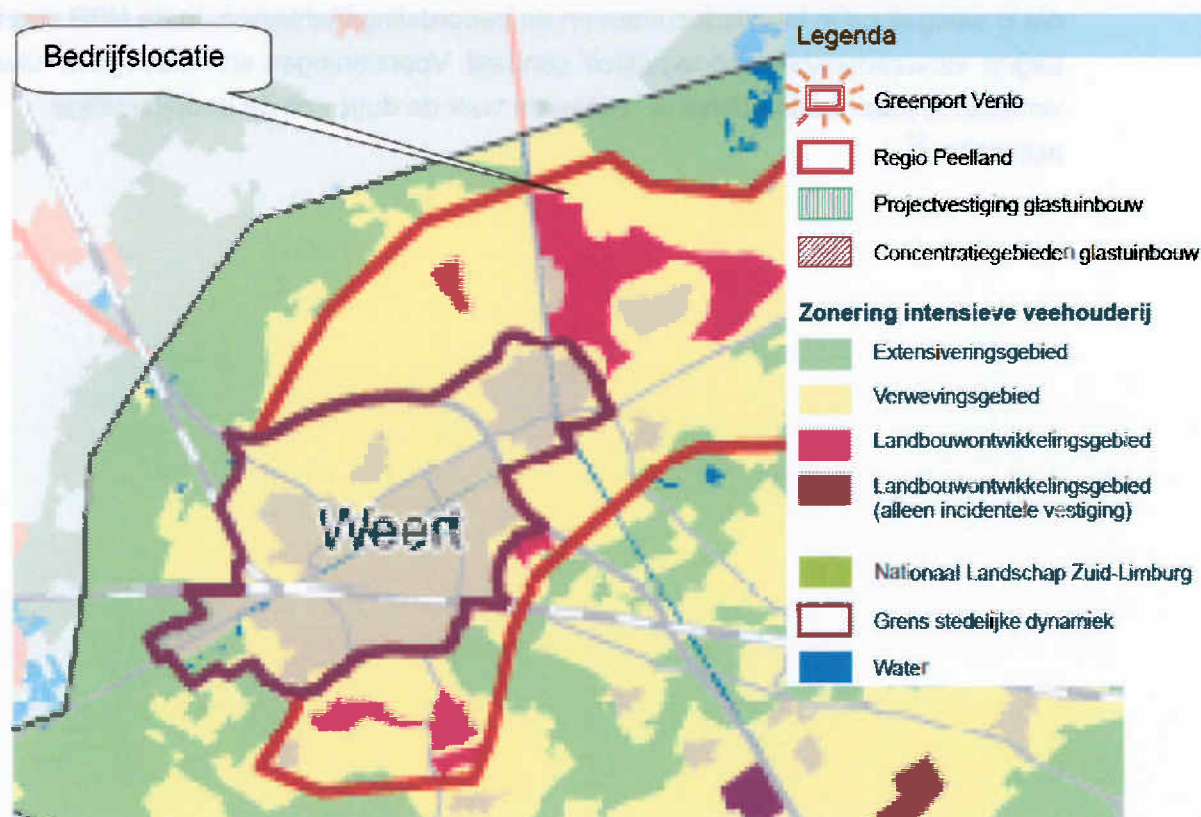 Bedrijfslocatie
Weert
Legenda
Greenport Venlo
Regio Peelland
Projectvestiging glastuinbouw
Concentratiegebieden glastuinbouw
Zonering intensieve veehouderij
Extensiveringsgebied
Verwevingsgebied
Landbouwontwikkelingsgebied
Landbouwontwikkelingsgebied
(alleen incidentele vestiging)
Nationaal Landschap Zuid-Limburg
Grens stedelijke dynamiek
Water